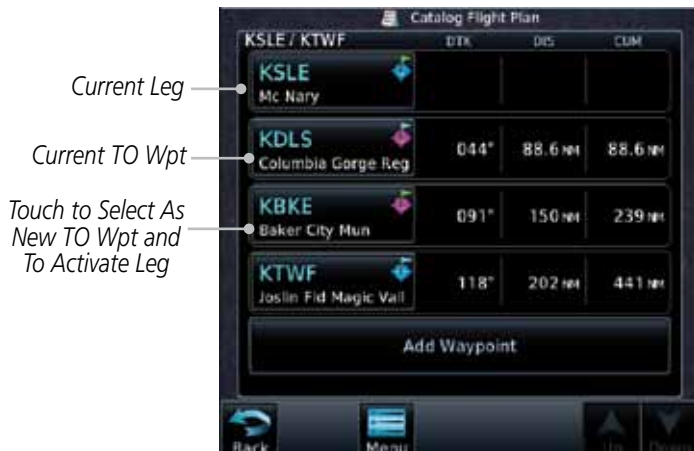 Catalog Flight Plan
KSLE / KTWF DTK DIS CUM
Current Leg
KSLE
Mc Nary
Current TO Wpt
KDLS
Columbia Gorge Reg
044° 88.6 NM 88.6 NM
Touch to Select As
New TO Wpt and
To Activate Leg
KBKE
Baker City Mun
091° 150 NM 239 NM
KTWF
Joslin Fld Magic Vall
118° 202 NM 441 NM
Add Waypoint
Back Menu Up Down